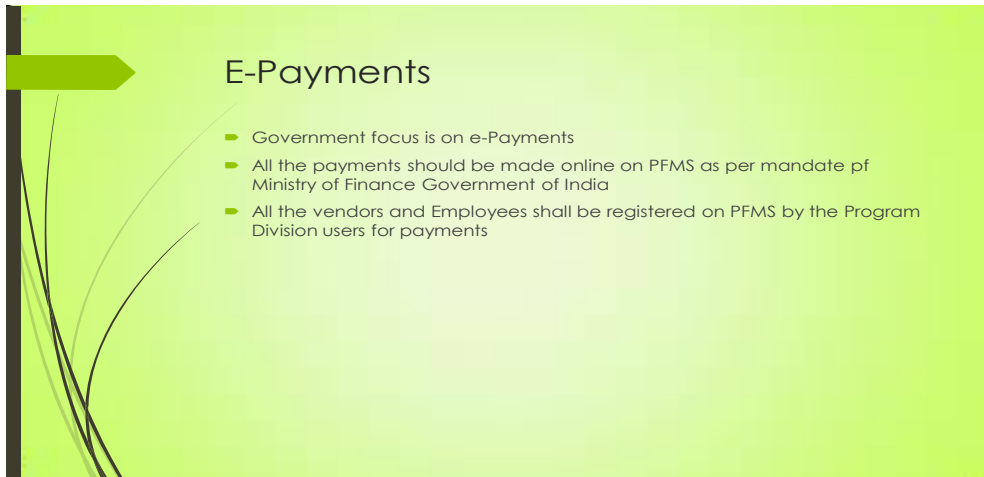 E-Payments
Government focus is on e-Payments
All the payments should be made online on PFMS as per mandate pf
Ministry of Finance Government of India
All the vendors and Employees shall be registered on PFMS by the Program
Division users for payments